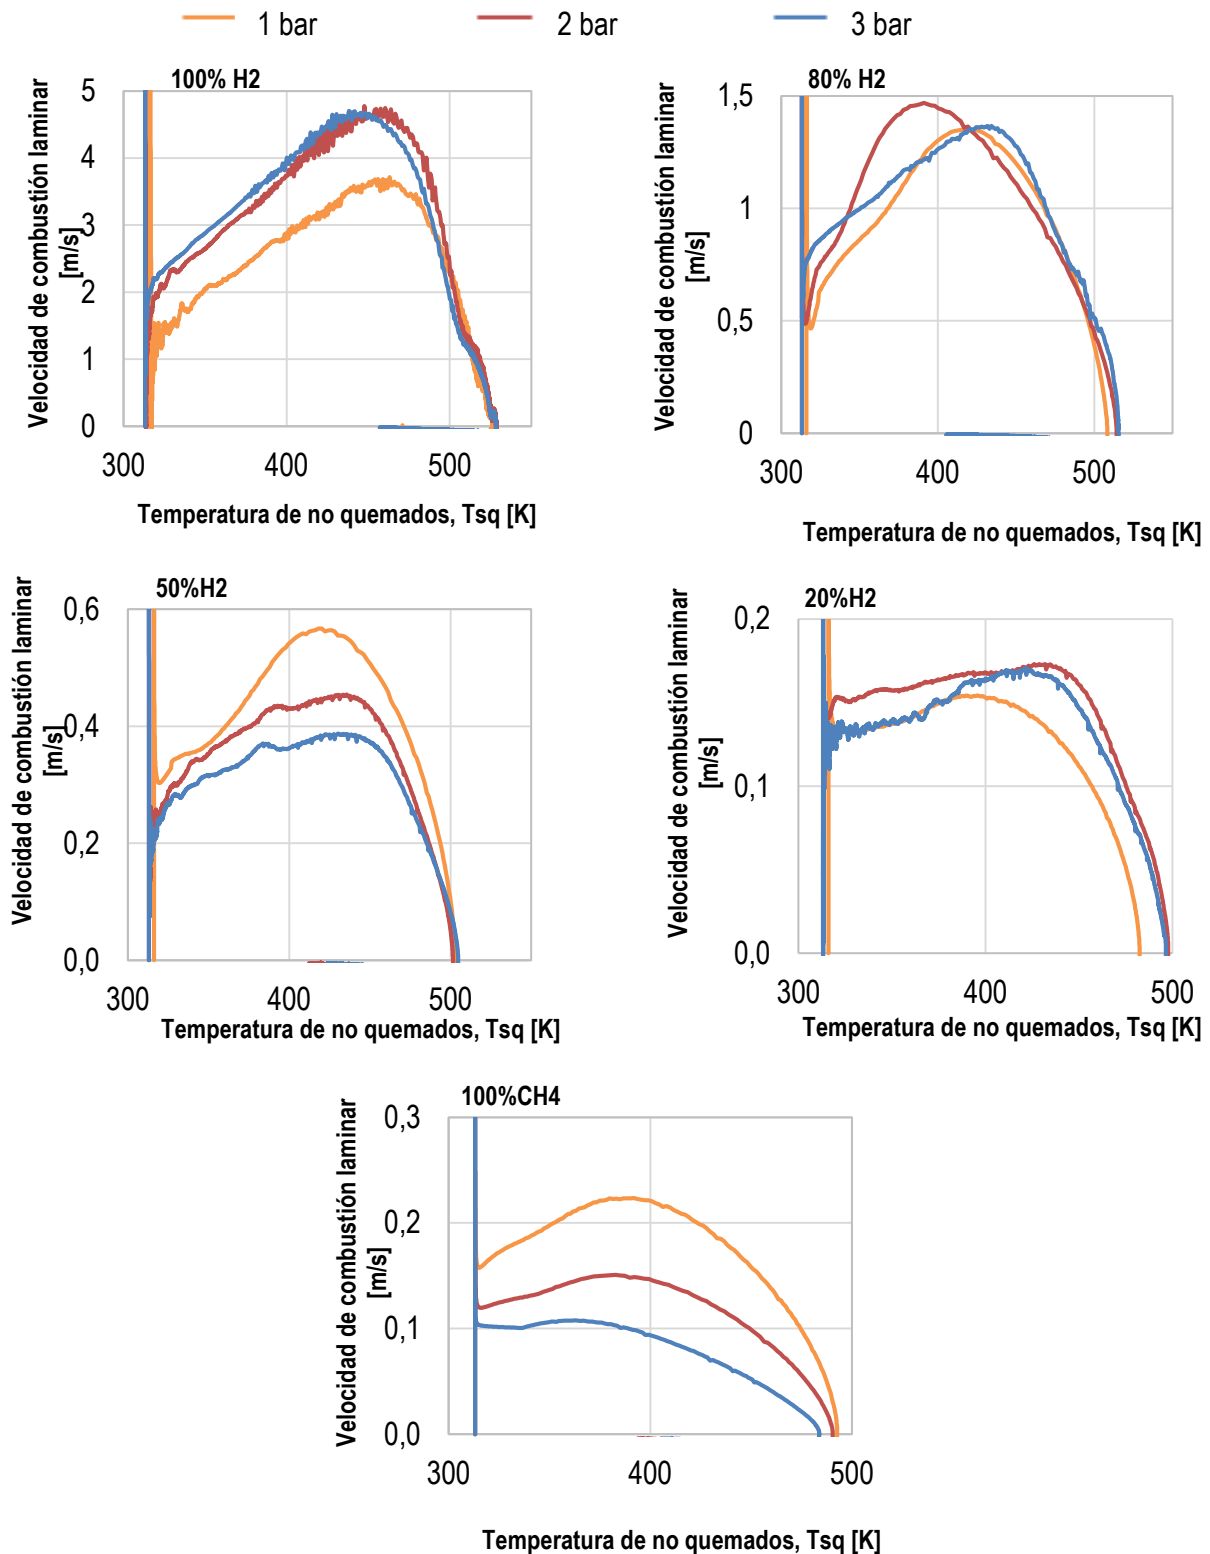 1 bar 2 bar 3 bar
100% H2
Velocidad de combustión laminar
[m/s]
5
4
3
2
1
0
300 400 500
Temperatura de no quemados, Tsq [K]
80% H2
Velocidad de combustión laminar
[m/s]
1,5
1
0,5
0
300 400 500
Temperatura de no quemados, Tsq [K]
50%H2
Velocidad de combustión laminar
[m/s]
0,6
0,4
0,2
0,0
300 400 500
Temperatura de no quemados, Tsq [K]
20%H2
Velocidad de combustión laminar
[m/s]
0,2
0,1
0,0
300 400 500
Temperatura de no quemados, Tsq [K]
100%CH4
Velocidad de combustión laminar
[m/s]
0,3
0,2
0,1
0,0
300 400 500
Temperatura de no quemados, Tsq [K]